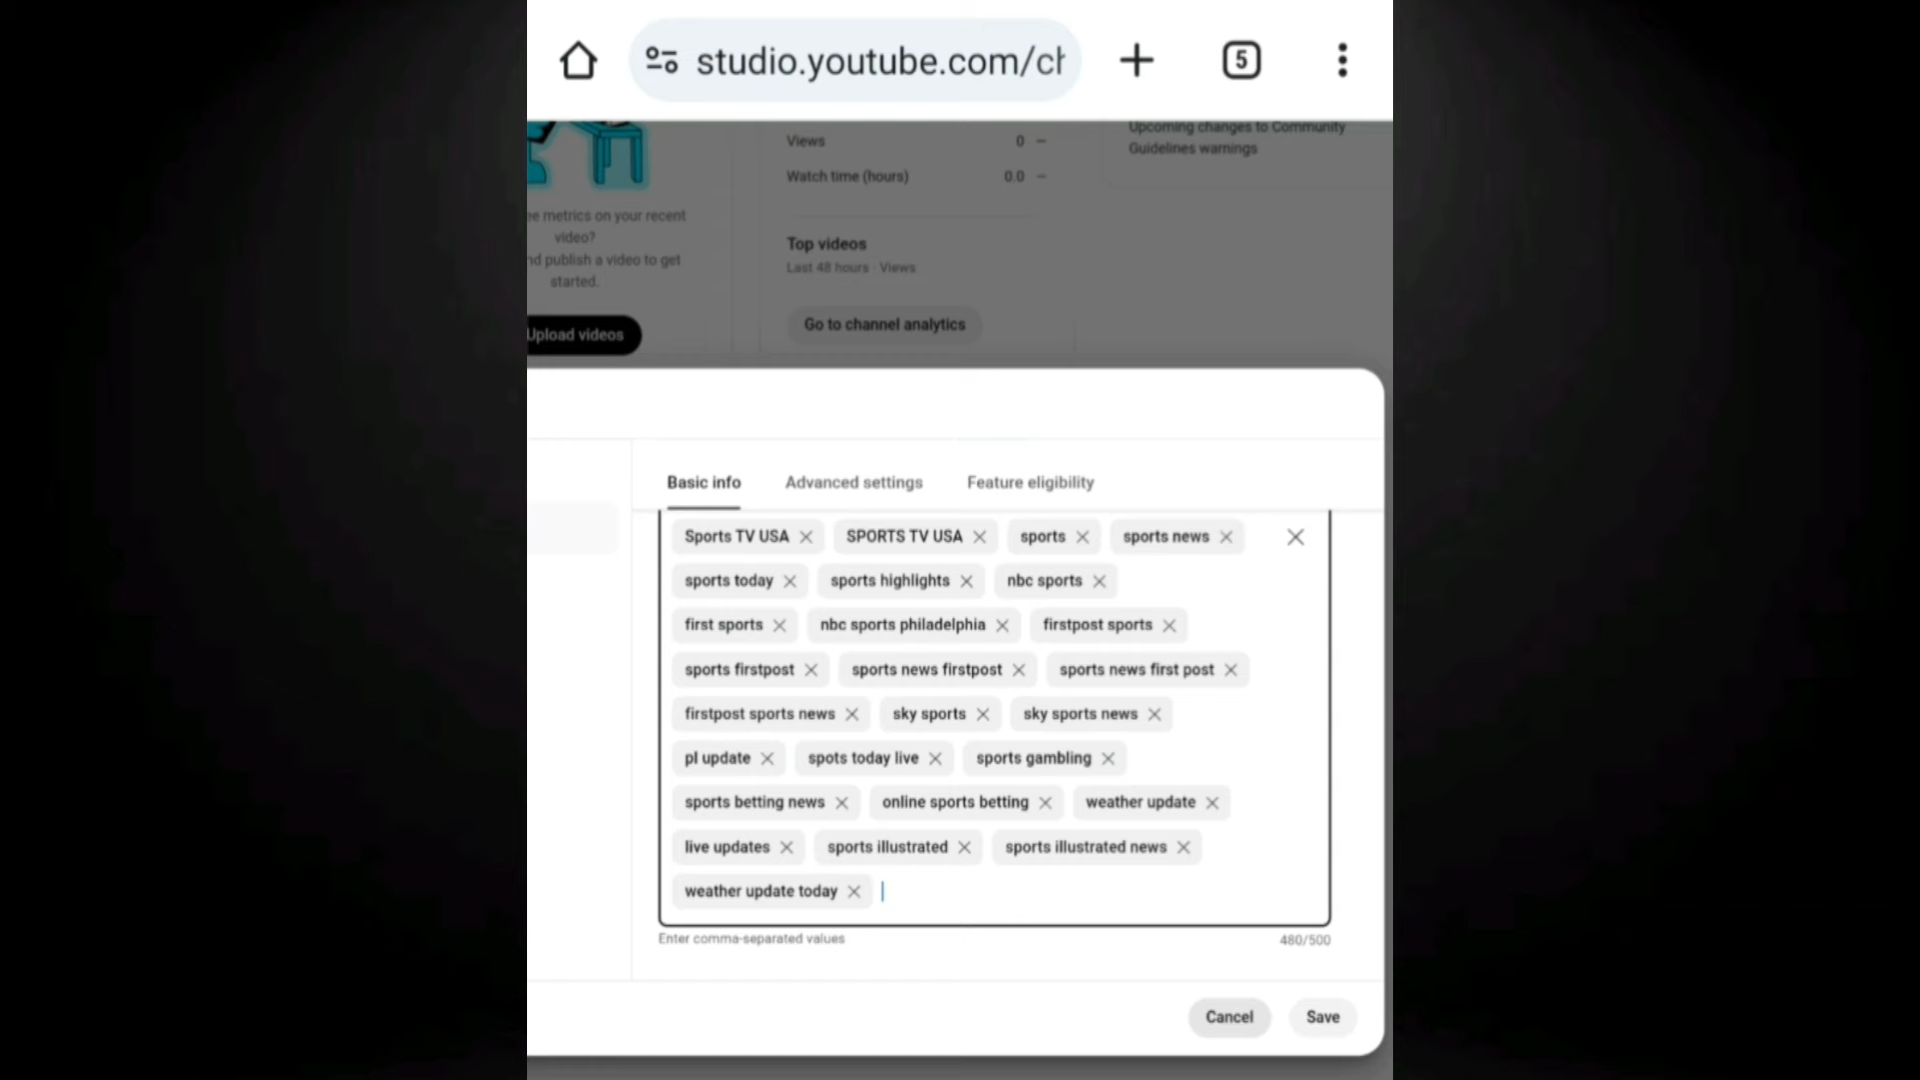 studio.youtube.com/ch
5
Views 0 –
Watch time (hours) 0.0 –
Upcoming changes to Community
Guidelines warnings
ee metrics on your recent
video?
nd publish a video to get
started.
Upload videos
Top videos
Last 48 hours · Views
Go to channel analytics
Basic info Advanced settings Feature eligibility
Sports TV USA SPORTS TV USA sports sports news
sports today sports highlights nbc sports
first sports nbc sports philadelphia firstpost sports
sports firstpost sports news firstpost sports news first post
firstpost sports news sky sports sky sports news
pl update spots today live sports gambling
sports betting news online sports betting weather update
live updates sports illustrated sports illustrated news
weather update today
Enter comma-separated values 480/500
Cancel Save